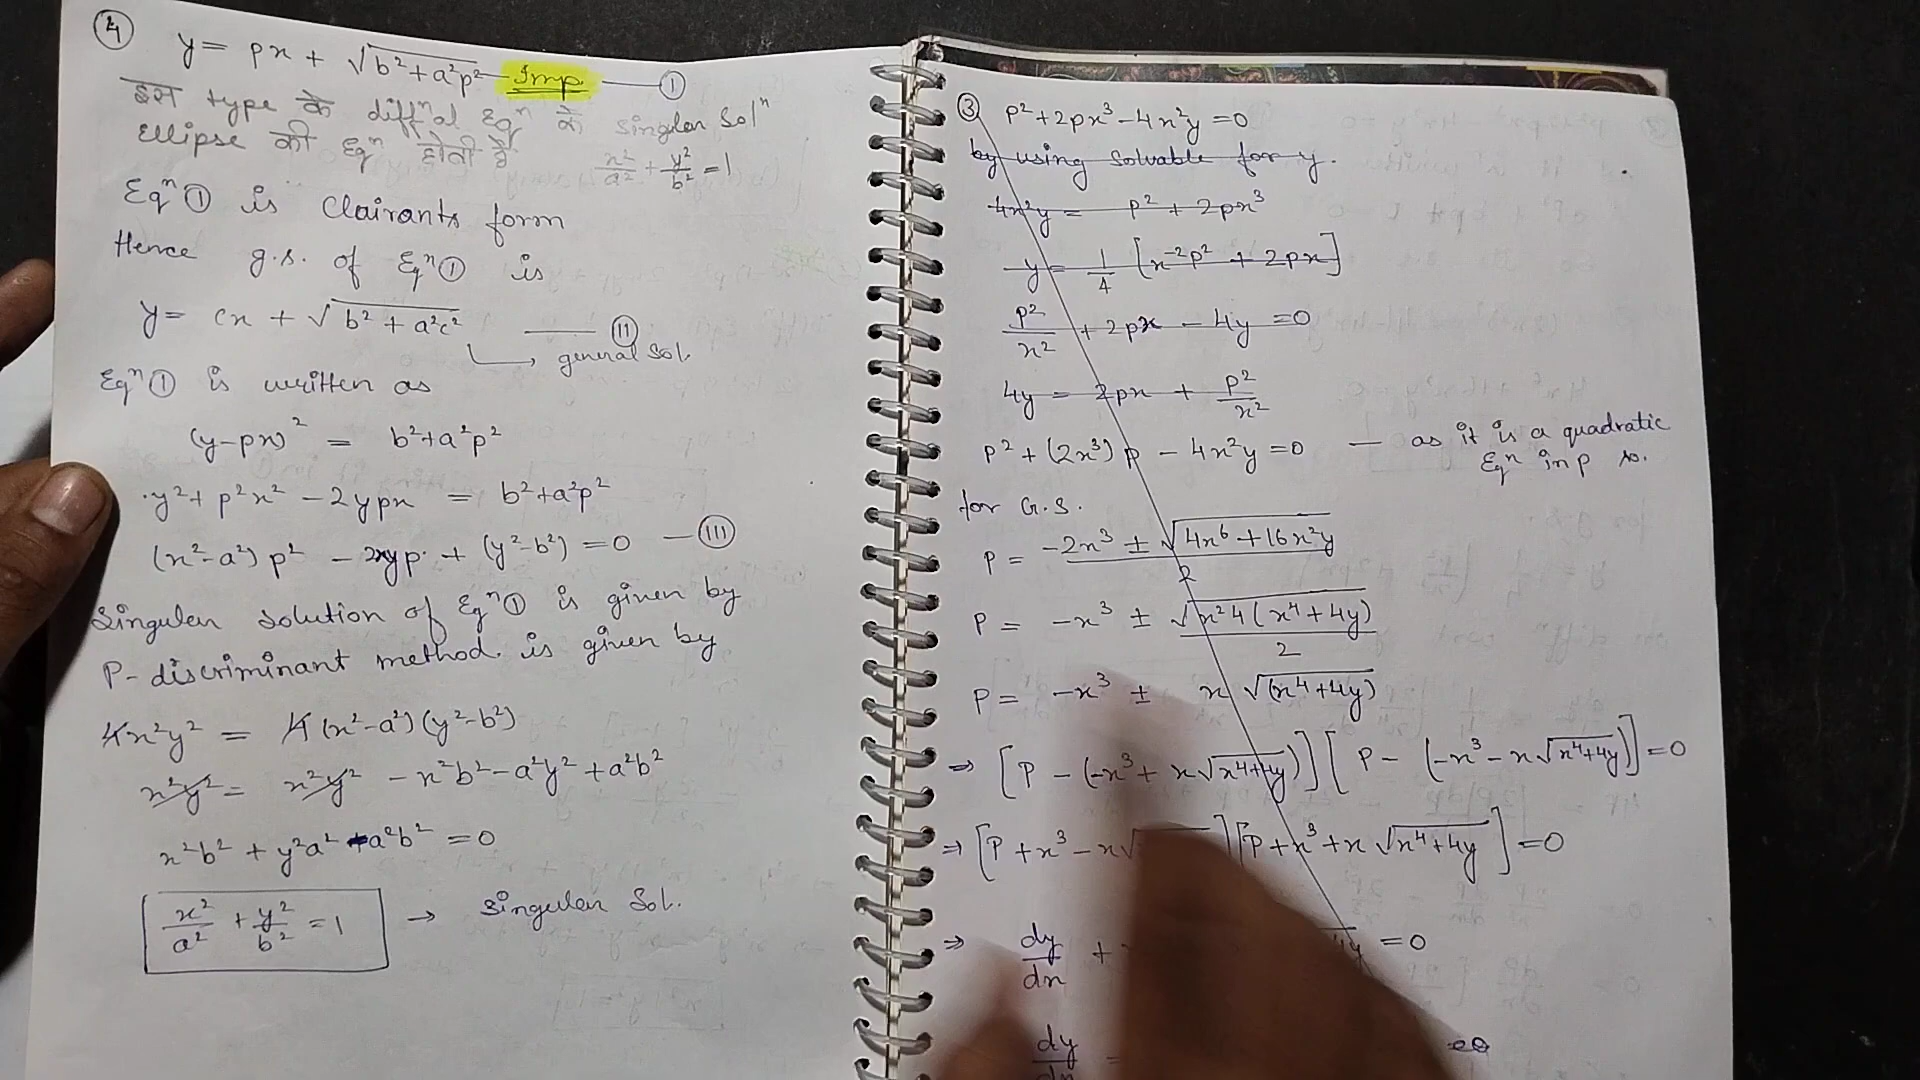 ④ y = px + √(b²+a²p²) Imp. — ①
इस type के diffⁿal Eqⁿ के singular Solⁿ
Ellipse की Eqⁿ होती है x²/a² + y²/b² = 1
Eqⁿ ① is Clairants form
Hence g.s. of Eqⁿ ① is
y = cx + √(b² + a²c²) — ⑪
→ general Sol.
Eqⁿ ① is written as
(y-px)² = b²+a²p²
y² + p²x² - 2ypx = b²+a²p²
(x²-a²) p² - 2xyp + (y²-b²) = 0 — (III)
Singular solution of Eqⁿ ① is given by
P-discriminant method. is given by
4x²y² = 4(x²-a²)(y²-b²)
x²y² = x²y² - x²b² - a²y² + a²b²
x²b² + y²a² - a²b² = 0
x²/a² + y²/b² = 1 → Singular Sol.
③ p²+2px³-4x²y = 0
by using Solvable for y.
4x²y = p² + 2px³
y = 1/4 [x⁻²p² + 2px]
p²/x² + 2px - 4y = 0
4y = 2px + p²/x²
p² + (2x³) p - 4x²y = 0 — as it is a quadratic
Eqⁿ in p so.
for G.S.
P = (-2x³ ± √(4x⁶ + 16x²y))/2
P = -x³ ± √(x²4(x⁴+4y))/2
P = -x³ ± x √(x⁴+4y)
⇒ [P - (-x³ + x√(x⁴+4y))] [P - (-x³ - x√(x⁴+4y))] = 0
⇒ [P + x³ - x√ ] [P + x³ + x √(x⁴+4y)] = 0
⇒ dy/dx + = 0
dy/dx =